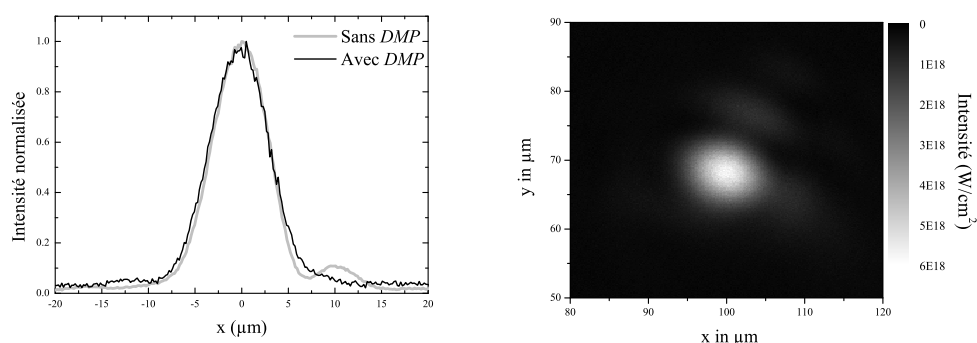 Sans DMP
Avec DMP
Intensité normalisée
1.0
0.8
0.6
0.4
0.2
0.0
-20 -15 -10 -5 0 5 10 15 20
x (µm)
90
80
70
60
50
y in µm
80 90 100 110 120
x in µm
0
1E18
2E18
3E18
4E18
5E18
6E18
Intensité (W/cm²)